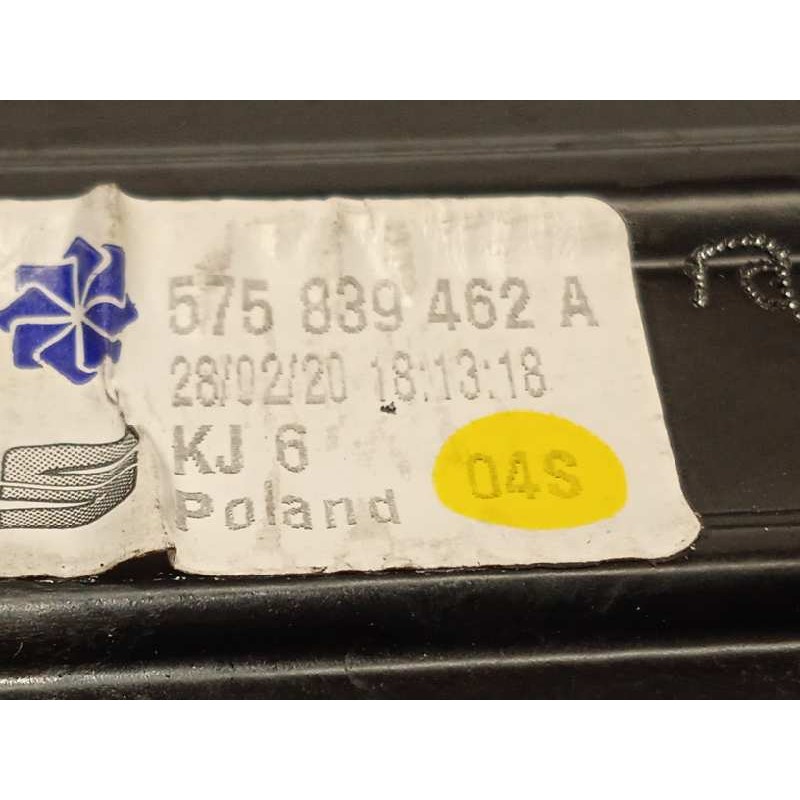 575 839 462 A
28/02/20 18:13:18
KJ 6
04S
Poland